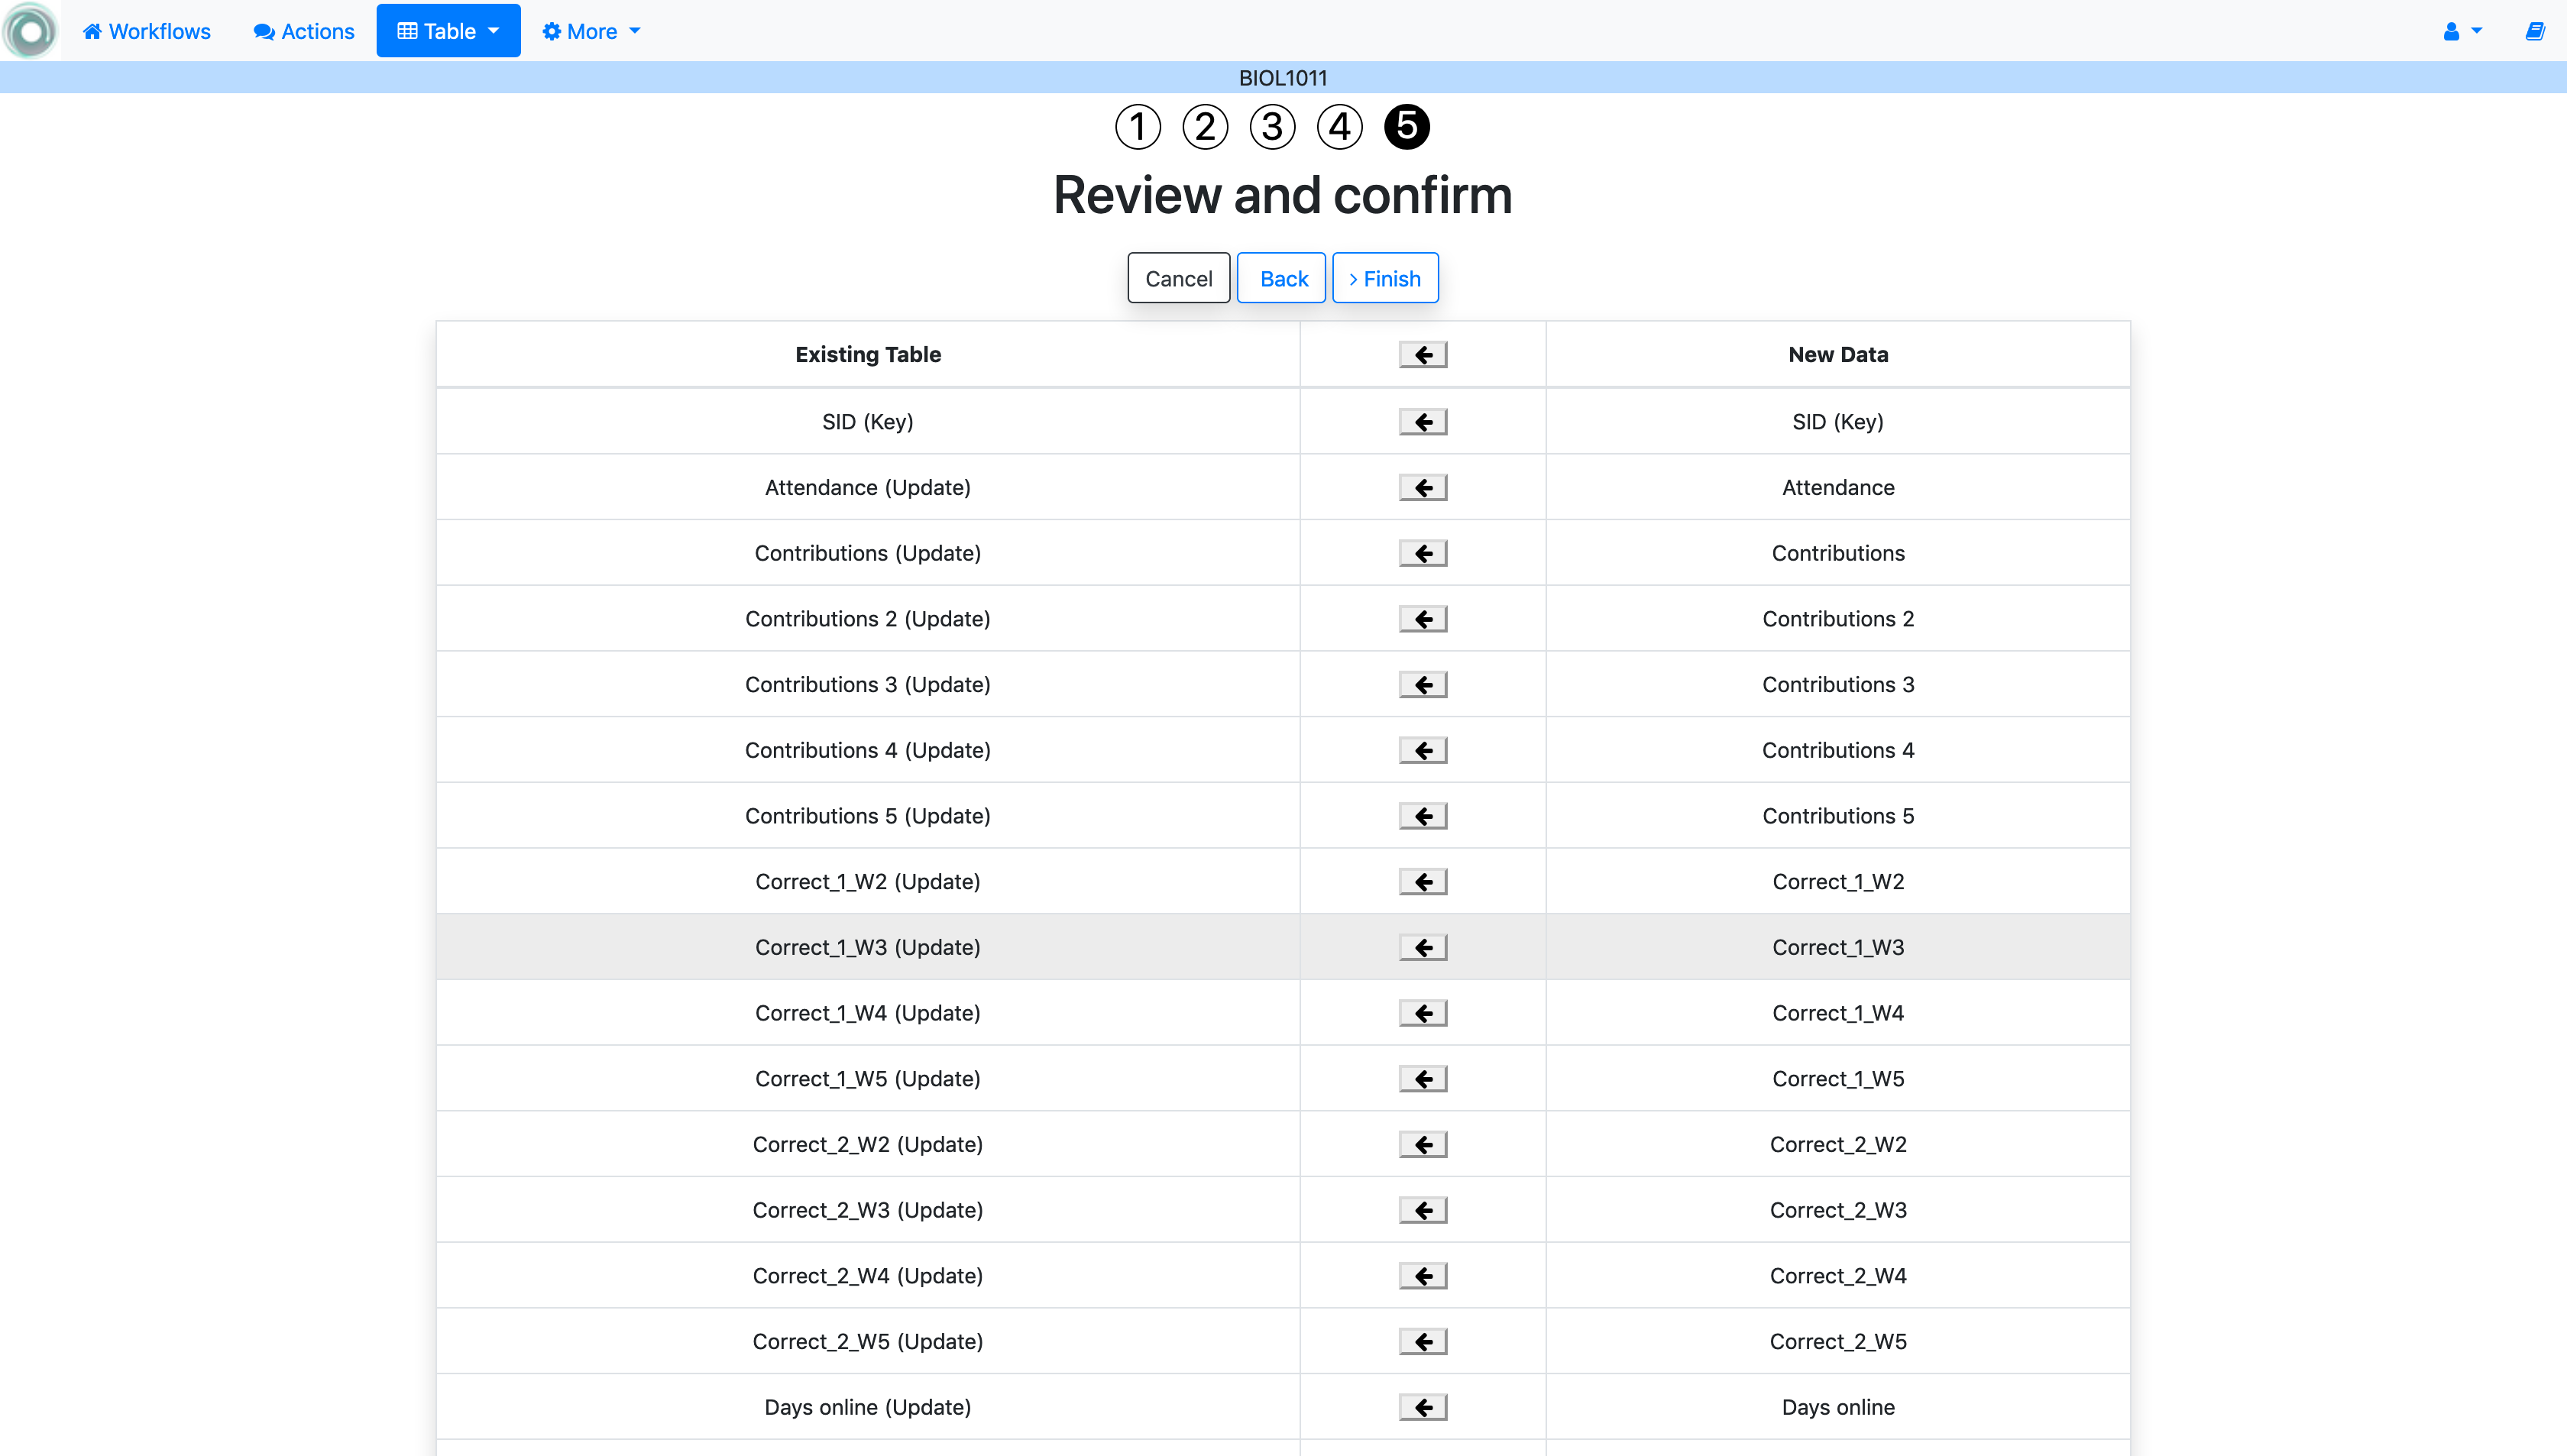 Workflows Actions Table More
BIOL1011
1 2 3 4 5
Review and confirm
Cancel Back Finish
Existing Table New Data
SID (Key) SID (Key)
Attendance (Update) Attendance
Contributions (Update) Contributions
Contributions 2 (Update) Contributions 2
Contributions 3 (Update) Contributions 3
Contributions 4 (Update) Contributions 4
Contributions 5 (Update) Contributions 5
Correct_1_W2 (Update) Correct_1_W2
Correct_1_W3 (Update) Correct_1_W3
Correct_1_W4 (Update) Correct_1_W4
Correct_1_W5 (Update) Correct_1_W5
Correct_2_W2 (Update) Correct_2_W2
Correct_2_W3 (Update) Correct_2_W3
Correct_2_W4 (Update) Correct_2_W4
Correct_2_W5 (Update) Correct_2_W5
Days online (Update) Days online